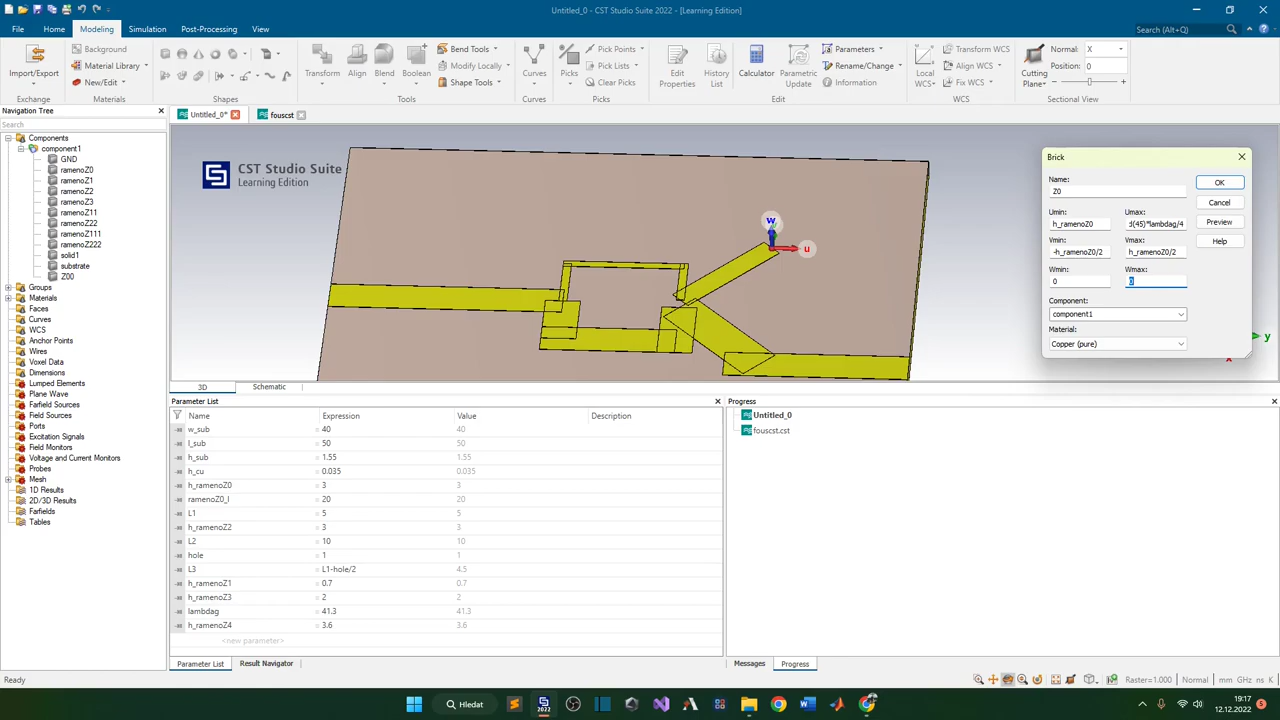 Untitled_0 - CST Studio Suite 2022 - [Learning Edition]
File Home Modeling Simulation Post-Processing View
Search (Alt+Q)
Import/Export
Exchange
Background
Material Library
New/Edit
Materials
Shapes
Transform Align Blend Boolean
Bend Tools
Modify Locally
Shape Tools
Tools
Curves
Curves
Picks
Pick Points
Pick Lists
Clear Picks
Picks
Edit Properties
History List
Calculator
Parametric Update
Parameters
Rename/Change
Information
Edit
Local WCS
Transform WCS
Align WCS
Fix WCS
WCS
Cutting Plane
Normal: X
Position: 0
Sectional View
Navigation Tree
Search
Components
component1
GND
ramenoZ0
ramenoZ1
ramenoZ2
ramenoZ3
ramenoZ11
ramenoZ22
ramenoZ111
ramenoZ222
solid1
substrate
Z00
Groups
Materials
Faces
Curves
WCS
Anchor Points
Wires
Voxel Data
Dimensions
Lumped Elements
Plane Wave
Farfield Sources
Field Sources
Ports
Excitation Signals
Field Monitors
Voltage and Current Monitors
Probes
Mesh
1D Results
2D/3D Results
Farfields
Tables
Untitled_0* fouscst
CST Studio Suite
Learning Edition
w
u
y
x
Brick
Name:
Z0
OK
Cancel
Preview
Help
Umin: Umax:
h_ramenoZ0 d(45)*lambdag/4
Vmin: Vmax:
-h_ramenoZ0/2 h_ramenoZ0/2
Wmin: Wmax:
0 0
Component:
component1
Material:
Copper (pure)
3D Schematic
Parameter List
Name Expression Value Description
w_sub = 40 40
l_sub = 50 50
h_sub = 1.55 1.55
h_cu = 0.035 0.035
h_ramenoZ0 = 3 3
ramenoZ0_l = 20 20
L1 = 5 5
h_ramenoZ2 = 3 3
L2 = 10 10
hole = 1 1
L3 = L1-hole/2 4.5
h_ramenoZ1 = 0.7 0.7
h_ramenoZ3 = 2 2
lambdag = 41.3 41.3
h_ramenoZ4 = 3.6 3.6
<new parameter>
Parameter List Result Navigator
Progress
Untitled_0
fouscst.cst
Messages Progress
Ready
Raster=1.000 Normal mm GHz ns K
Hledat
2022
19:17
12.12.2022